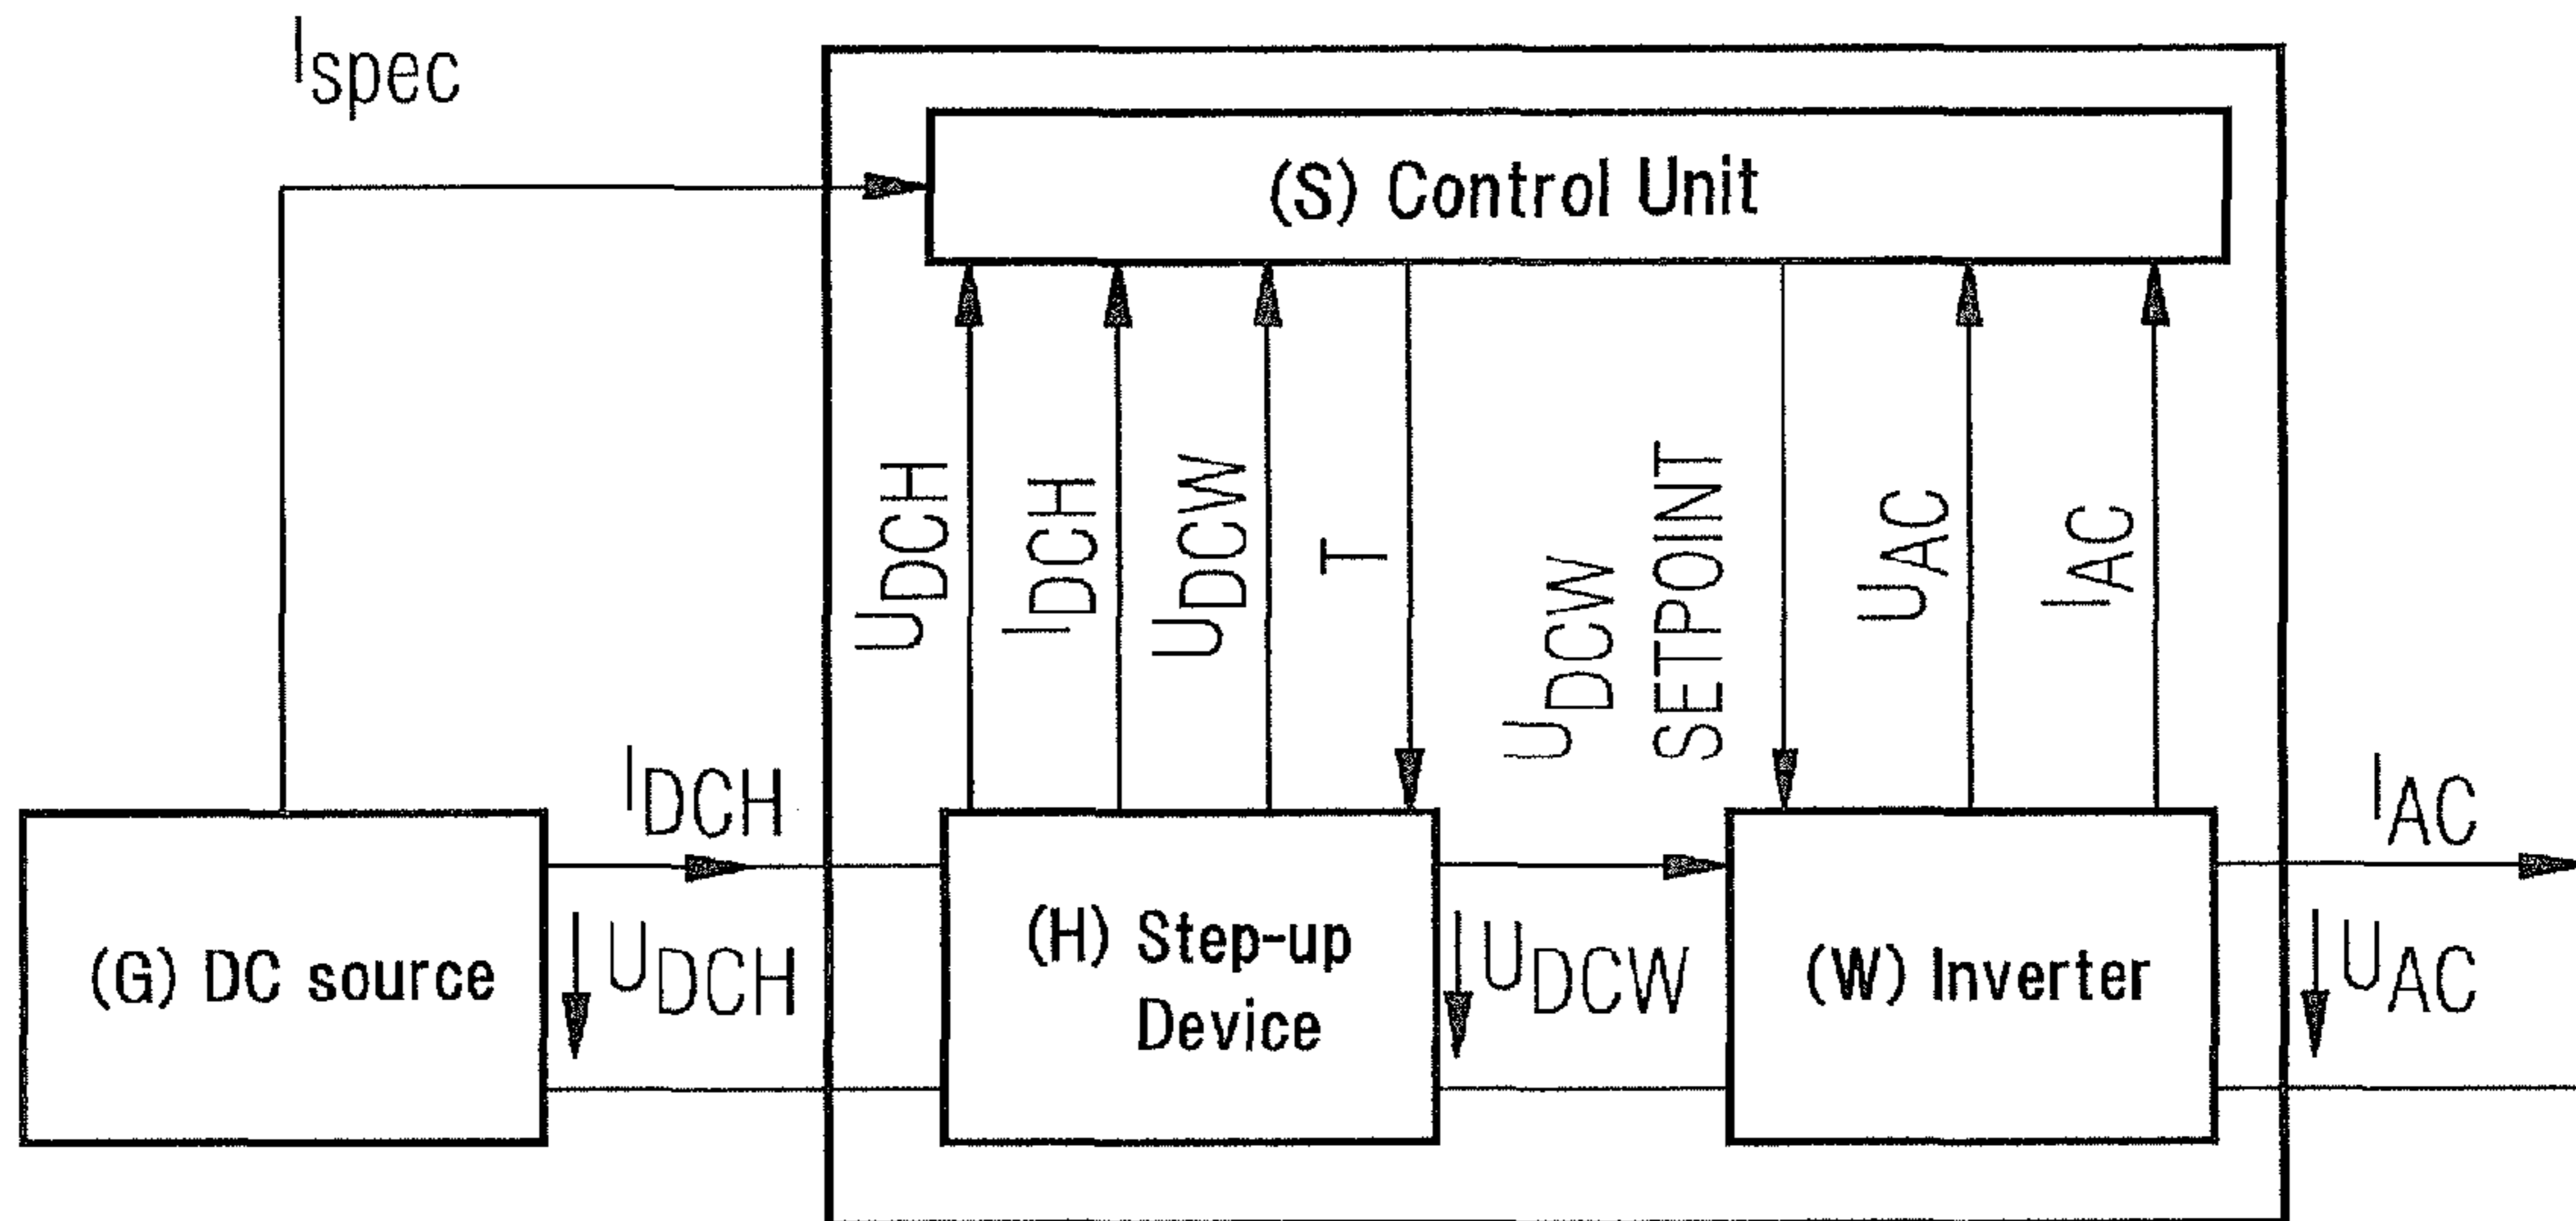 Ispec
(S) Control Unit
UDCH
IDCH
UDCW
T
UDCW
SETPOINT
UAC
IAC
IDCH
IAC
(G) DC source
UDCH
(H) Step-up
Device
UDCW
(W) Inverter
UAC